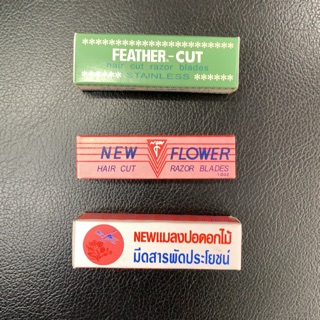 FEATHER-CUT
hair cut razor blades
STAINLESS
NEW FLOWER
HAIR CUT RAZOR BLADES
NEWแมลงปอดอกไม้
มีดสารพัดประโยชน์